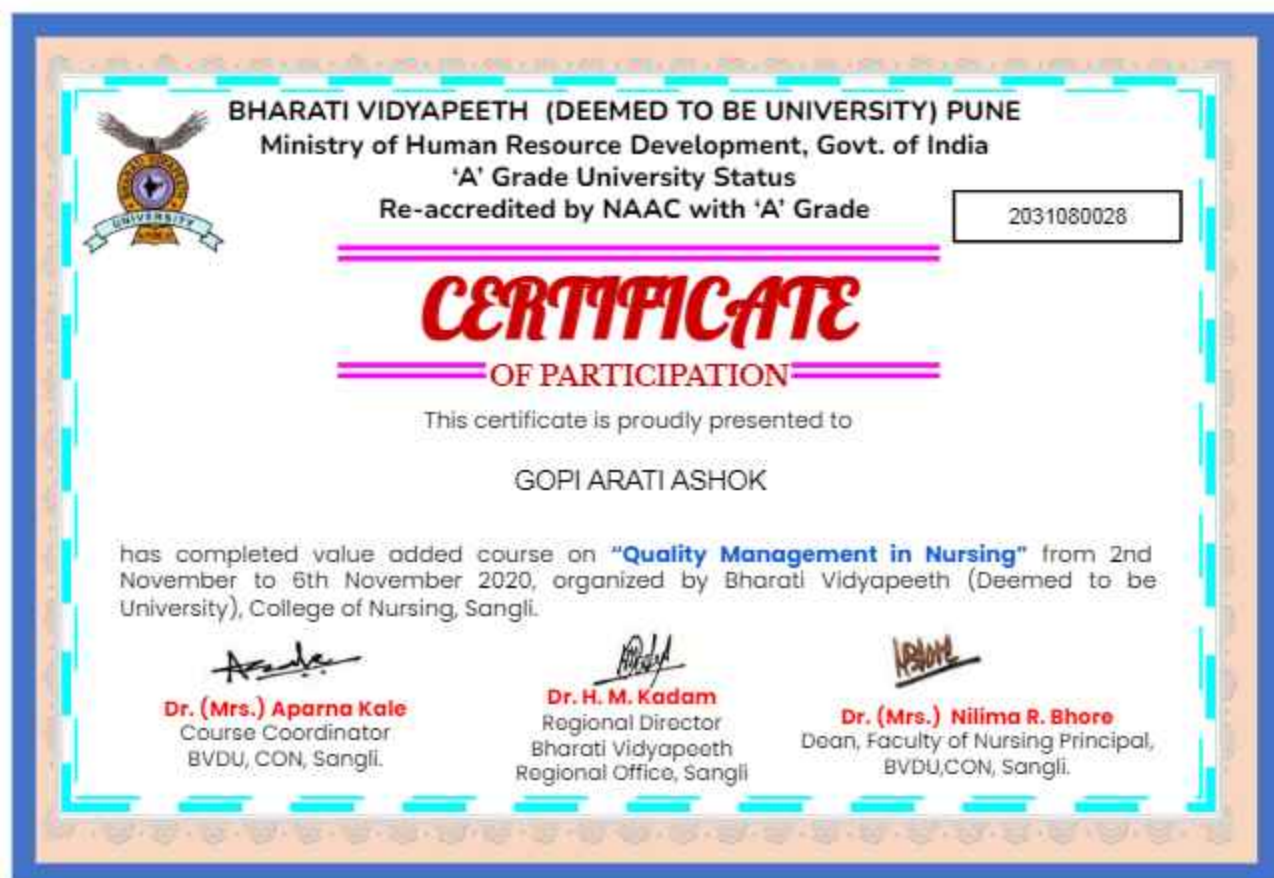 BHARATI VIDYAPEETH (DEEMED TO BE UNIVERSITY) PUNE
Ministry of Human Resource Development, Govt. of India
‘A’ Grade University Status
Re-accredited by NAAC with ‘A’ Grade
2031080028
BHARATI VIDYAPEETH
UNIVERSITY
CERTIFICATE
OF PARTICIPATION
This certificate is proudly presented to
GOPI ARATI ASHOK
has completed value added course on “Quality Management in Nursing” from 2nd
November to 6th November 2020, organized by Bharati Vidyapeeth (Deemed to be
University), College of Nursing, Sangli.
Dr. (Mrs.) Aparna Kale
Course Coordinator
BVDU, CON, Sangli.
Dr. H. M. Kadam
Regional Director
Bharati Vidyapeeth
Regional Office, Sangli
Dr. (Mrs.) Nilima R. Bhore
Dean, Faculty of Nursing Principal,
BVDU,CON, Sangli.